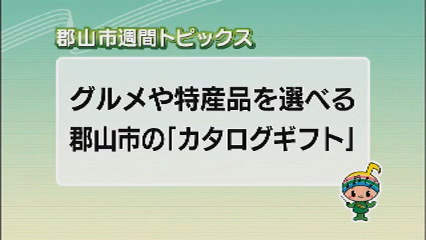 郡山市週間トピックス
グルメや特産品を選べる
郡山市の「カタログギフト」